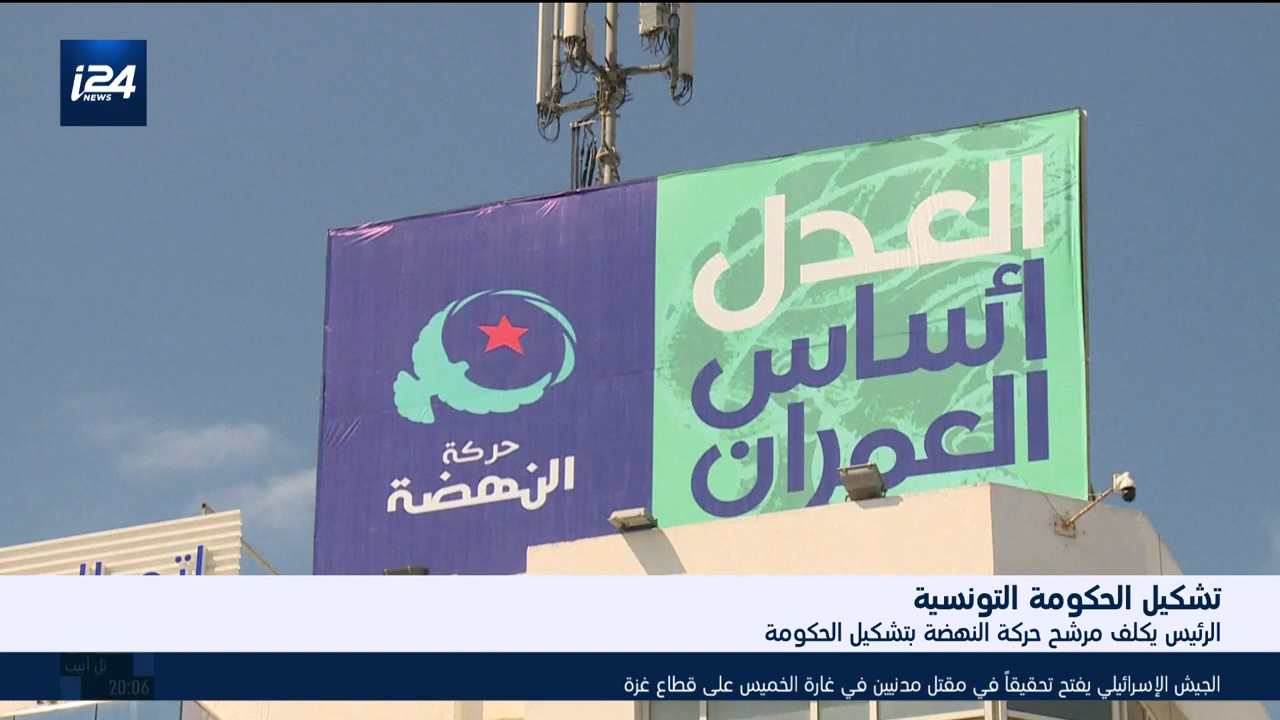 i24
NEWS
العدل
أساس
العمران
حركة
النهضة
تشكيل الحكومة التونسية
الرئيس يكلف مرشح حركة النهضة بتشكيل الحكومة
تل أبيب
20:06
الجيش الإسرائيلي يفتح تحقيقاً في مقتل مدنيين في غارة الخميس على قطاع غزة